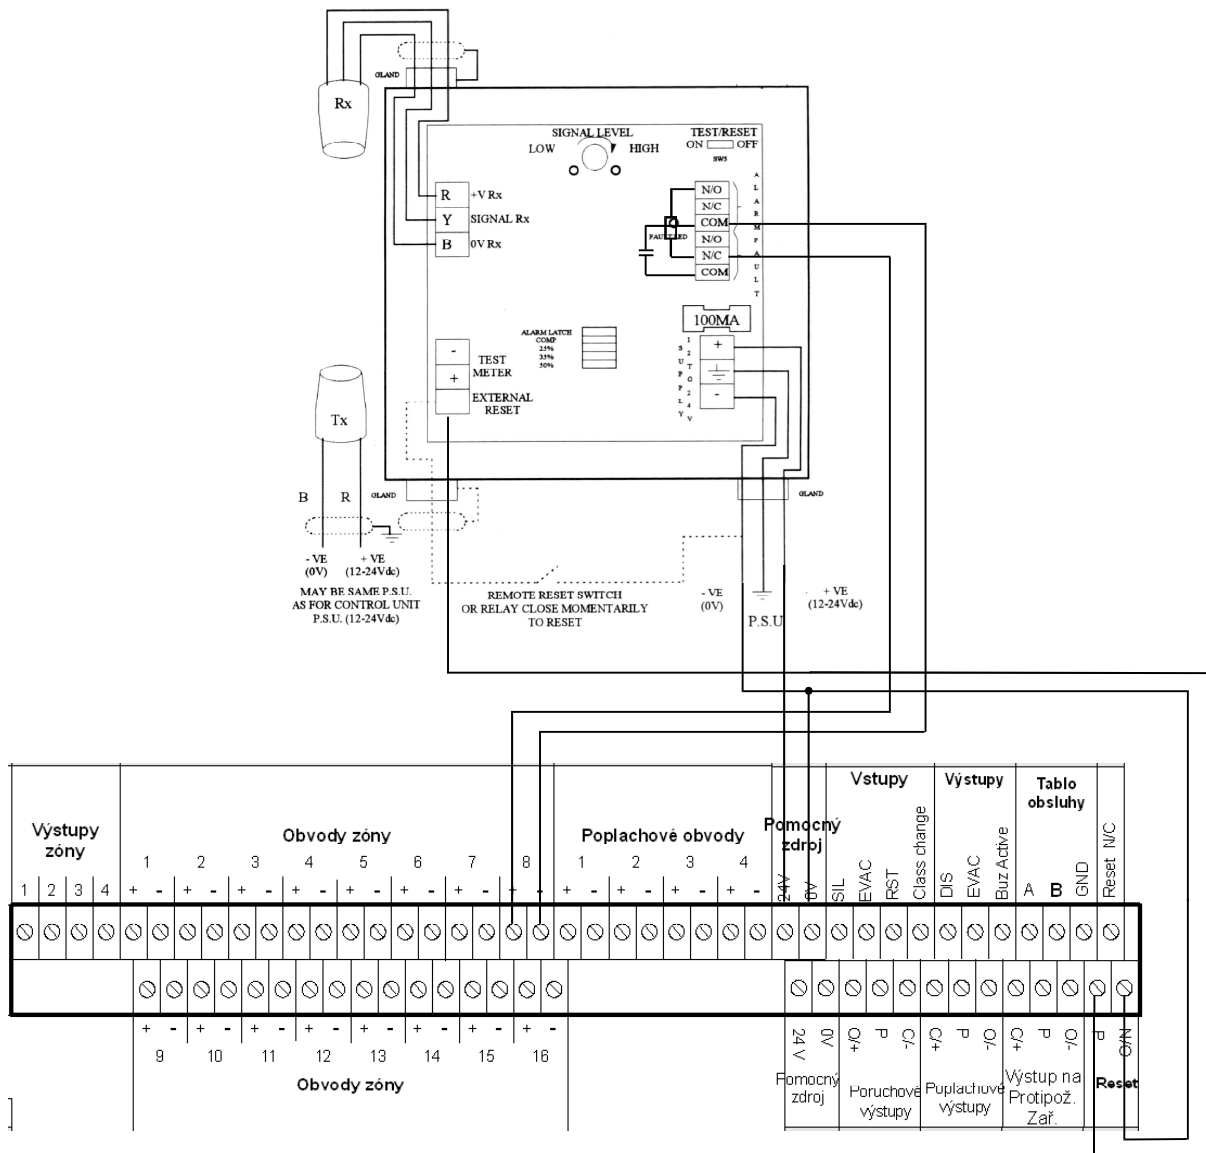 GLAND
Rx
SIGNAL LEVEL
LOW
HIGH
TEST/RESET
ON
OFF
SW5
R
+V Rx
Y
SIGNAL Rx
B
0V Rx
N/O
N/C
COM
N/O
N/C
COM
FAULT LED
ALARM FAULT
100MA
+
-
SUPPLY
12TO24V
ALARM LATCH
COMP
25%
35%
50%
-
+
TEST
METER
EXTERNAL
RESET
Tx
B
R
GLAND
GLAND
- VE
(0V)
+ VE
(12-24Vdc)
MAY BE SAME P.S.U.
AS FOR CONTROL UNIT
P.S.U. (12-24Vdc)
REMOTE RESET SWITCH
OR RELAY CLOSE MOMENTARILY
TO RESET
- VE
(0V)
P.S.U
+ VE
(12-24Vdc)
Výstupy
zóny
1 2 3 4
Obvody zóny
1 2 3 4 5 6 7 8
+ - + - + - + - + - + - + - + -
Poplachové obvody
1 2 3 4
+ - + - + - + -
Pomocný
zdroj
24V
0V
Vstupy
SIL
EVAC
RST
Class change
Výstupy
DIS
EVAC
Buz Active
Tablo
obsluhy
A
B
GND
Reset N/C
+ - + - + - + - + - + - + - + -
9 10 11 12 13 14 15 16
Obvody zóny
24 V
0V
Pomocný
zdroj
O/+
P
C/-
Poruchové
výstupy
C/+
P
O/-
Poplachové
výstupy
C/+
P
O/-
Výstup na
Protipož.
Zař.
P
N/O
Reset